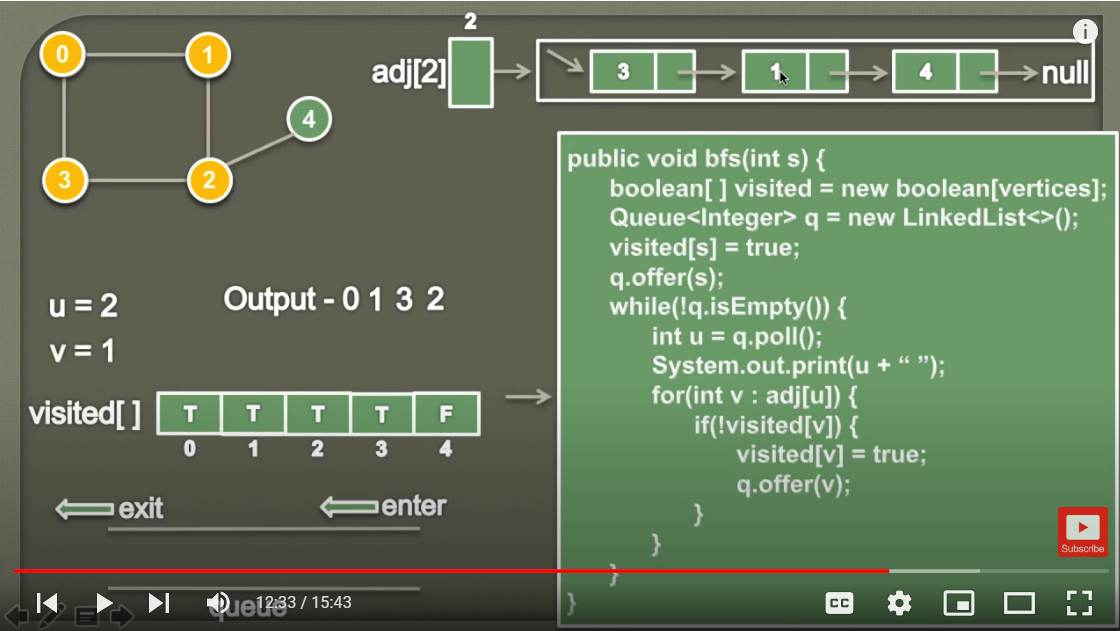 2
0
1
adj[2]
3
1
4
null
4
3
2
public void bfs(int s) {
boolean[ ] visited = new boolean[vertices];
Queue<Integer> q = new LinkedList<>();
visited[s] = true;
q.offer(s);
while(!q.isEmpty()) {
int u = q.poll();
System.out.print(u + “ ”);
for(int v : adj[u]) {
if(!visited[v]) {
visited[v] = true;
q.offer(v);
}
}
}
}
u = 2
Output - 0 1 3 2
v = 1
visited[ ]
T T T T F
0 1 2 3 4
exit
enter
queue
Subscribe
12:33 / 15:43
CC
i